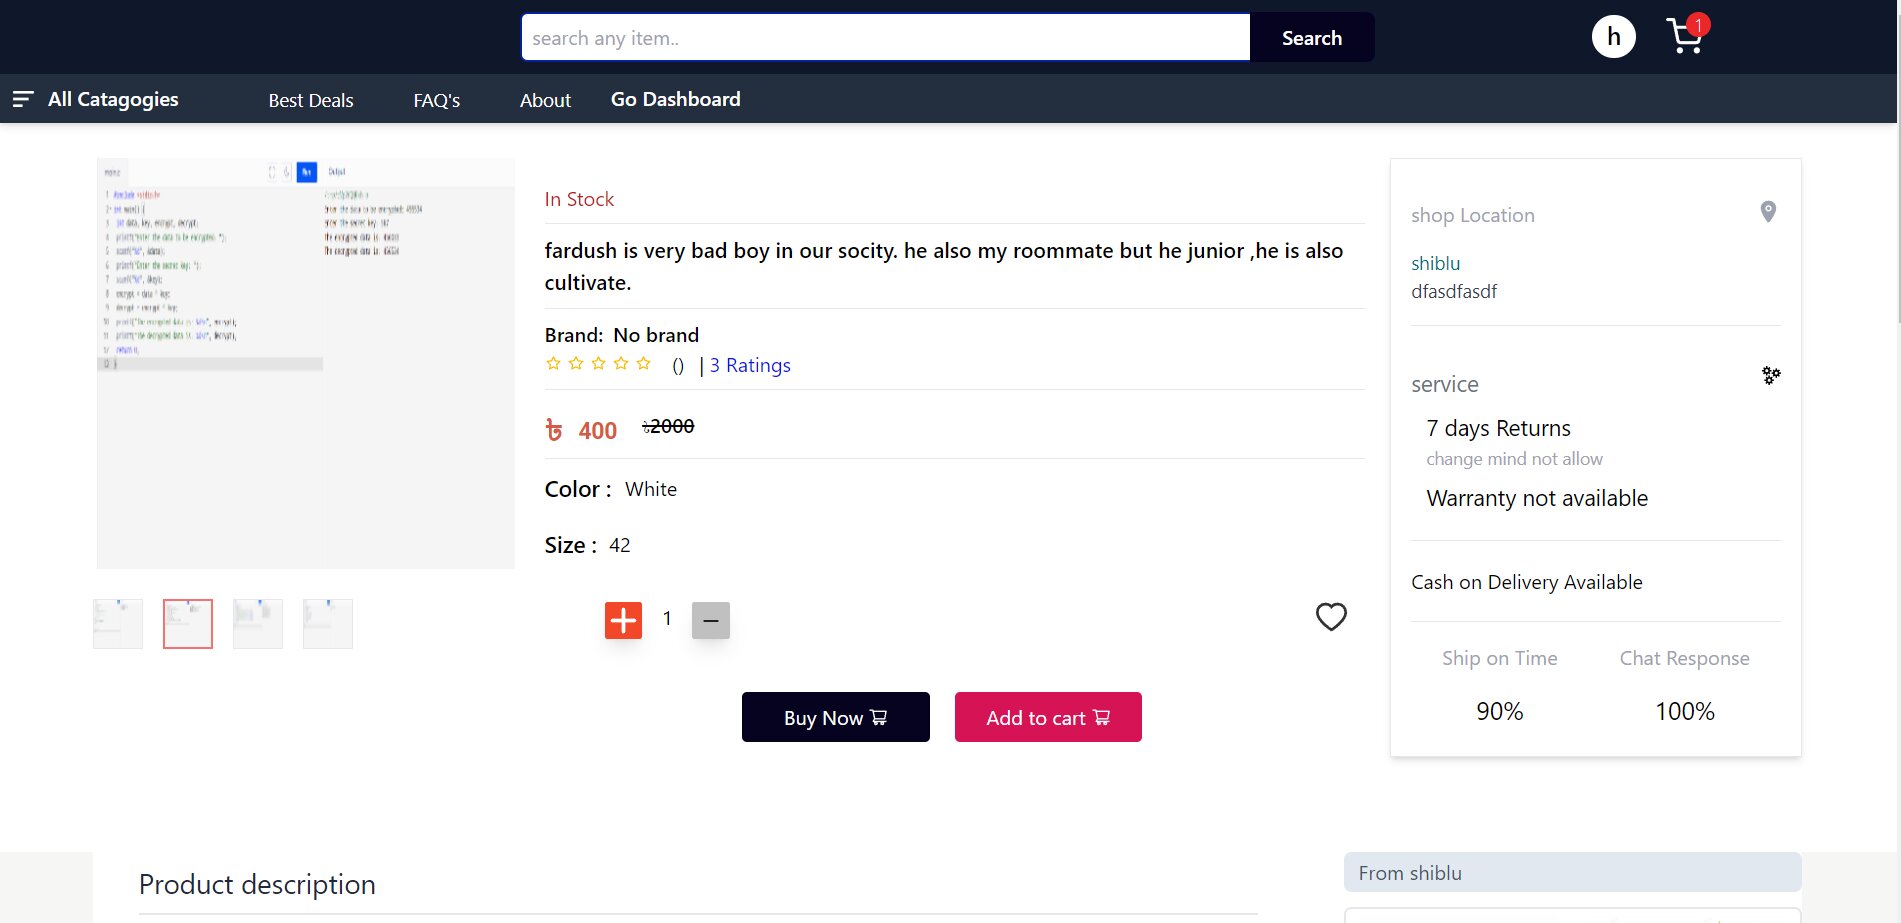 search any item..
Search
h
1
All Catagogies
Best Deals
FAQ's
About
Go Dashboard
Run
Output
In Stock
fardush is very bad boy in our socity. he also my roommate but he junior ,he is also
cultivate.
Brand: No brand
() | 3 Ratings
৳ 400 ৳2000
Color : White
Size : 42
1
Buy Now
Add to cart
shop Location
shiblu
dfasdfasdf
service
7 days Returns
change mind not allow
Warranty not available
Cash on Delivery Available
Ship on Time
Chat Response
90%
100%
Product description
From shiblu